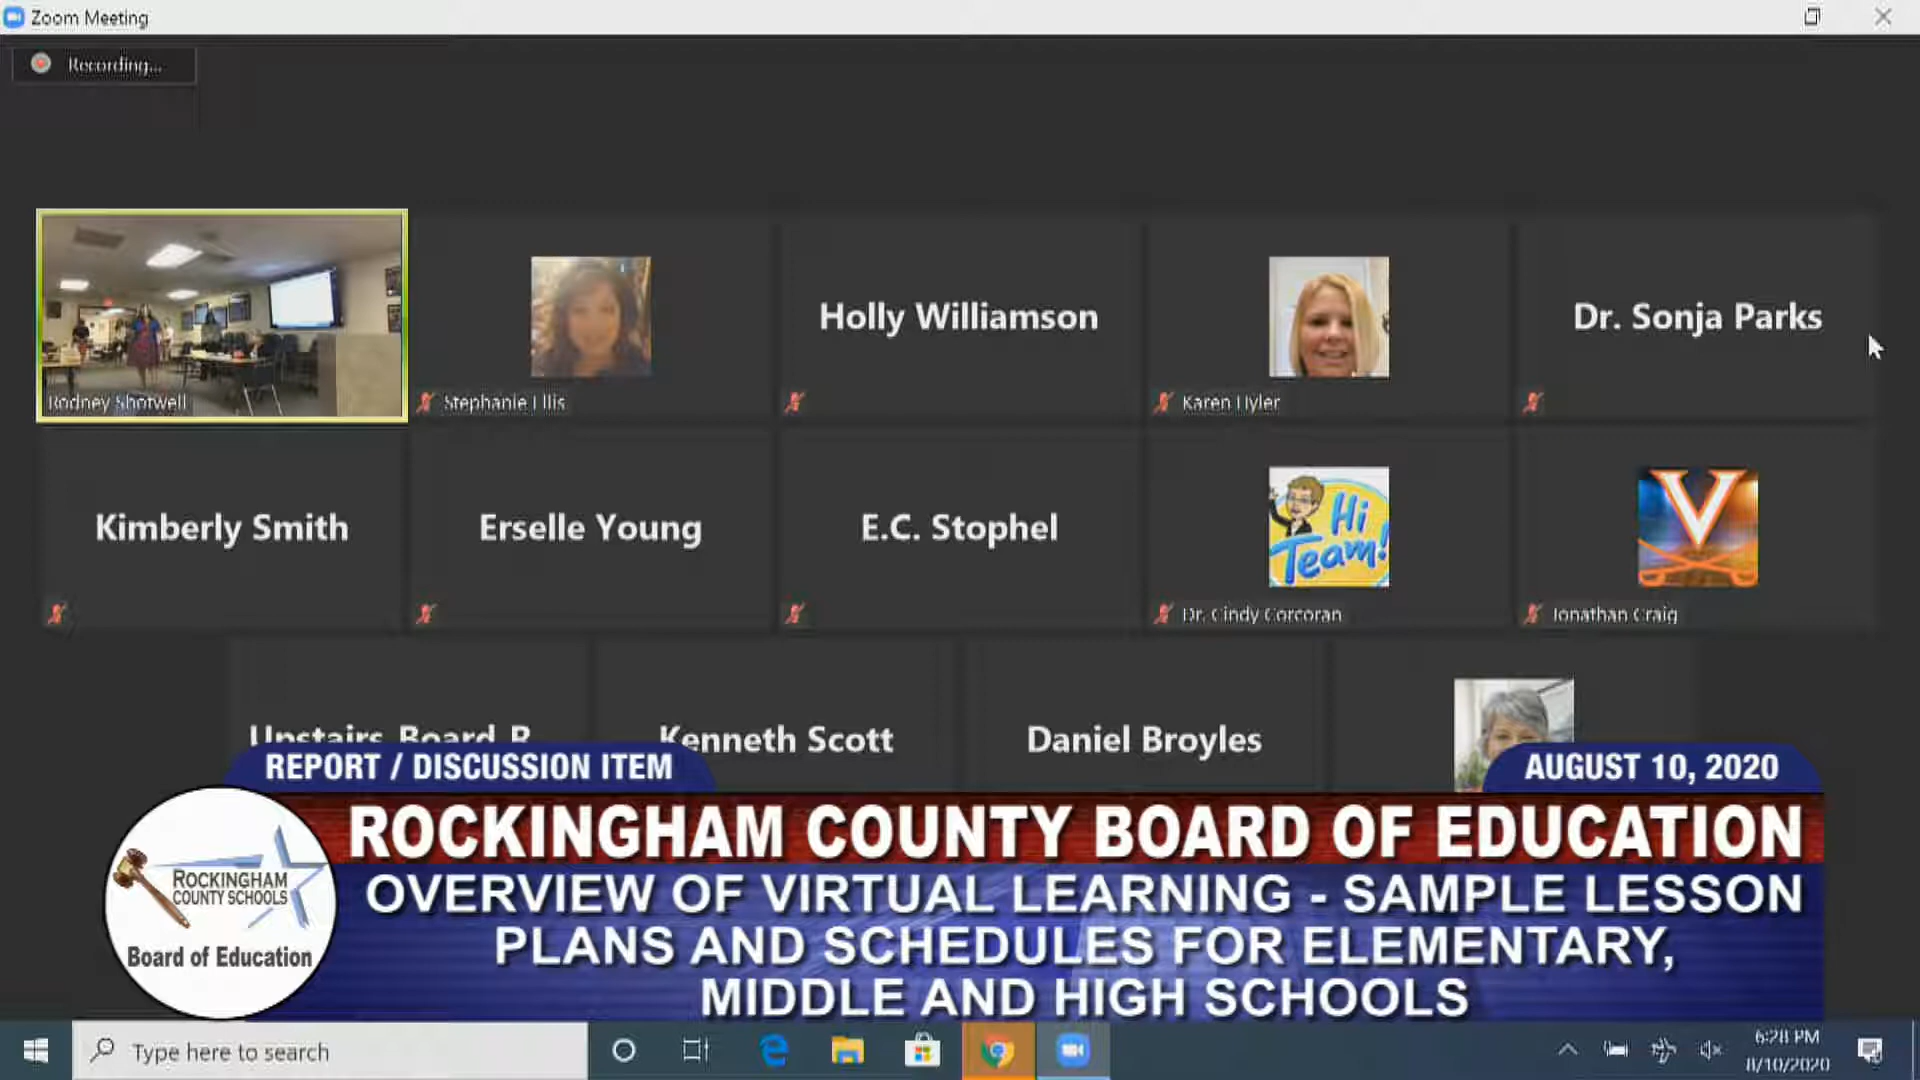 Zoom Meeting
Recording...
Rodney Shotwell
Stephanie Ellis
Holly Williamson
Karen Hyler
Dr. Sonja Parks
Kimberly Smith
Erselle Young
E.C. Stophel
Hi
Team!
Dr. Cindy Corcoran
V
Jonathan Craig
Upstairs Board R
Kenneth Scott
Daniel Broyles
REPORT / DISCUSSION ITEM
AUGUST 10, 2020
ROCKINGHAM COUNTY BOARD OF EDUCATION
OVERVIEW OF VIRTUAL LEARNING - SAMPLE LESSON
PLANS AND SCHEDULES FOR ELEMENTARY,
MIDDLE AND HIGH SCHOOLS
ROCKINGHAM
COUNTY SCHOOLS
Board of Education
Type here to search
6:28 PM
8/10/2020